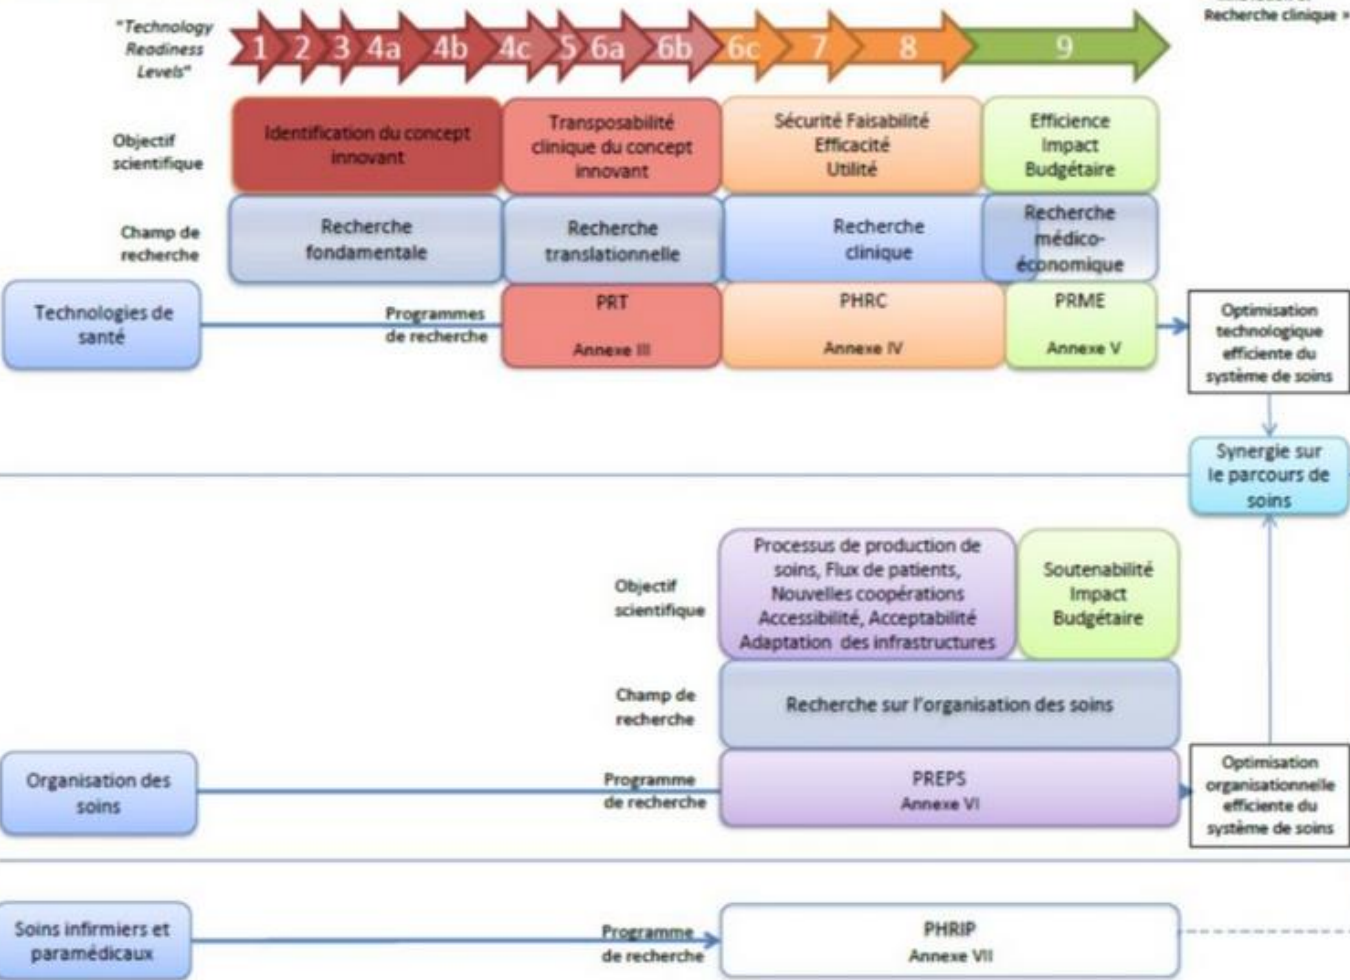 Recherche clinique »
"Technology
Readiness
Levels"
1 2 3 4a 4b 4c 5 6a 6b 6c 7 8 9
Objectif
scientifique
Identification du concept
innovant
Transposabilité
clinique du concept
innovant
Sécurité Faisabilité
Efficacité
Utilité
Efficience
Impact
Budgétaire
Champ de
recherche
Recherche
fondamentale
Recherche
translationnelle
Recherche
clinique
Recherche
médico-
économique
Technologies de
santé
Programmes
de recherche
PRT
Annexe III
PHRC
Annexe IV
PRME
Annexe V
Optimisation
technologique
efficiente du
système de soins
Synergie sur
le parcours de
soins
Objectif
scientifique
Processus de production de
soins, Flux de patients,
Nouvelles coopérations
Accessibilité, Acceptabilité
Adaptation des infrastructures
Soutenabilité
Impact
Budgétaire
Champ de
recherche
Recherche sur l'organisation des soins
Organisation des
soins
Programme
de recherche
PREPS
Annexe VI
Optimisation
organisationnelle
efficiente du
système de soins
Soins infirmiers et
paramédicaux
Programme
de recherche
PHRIP
Annexe VII